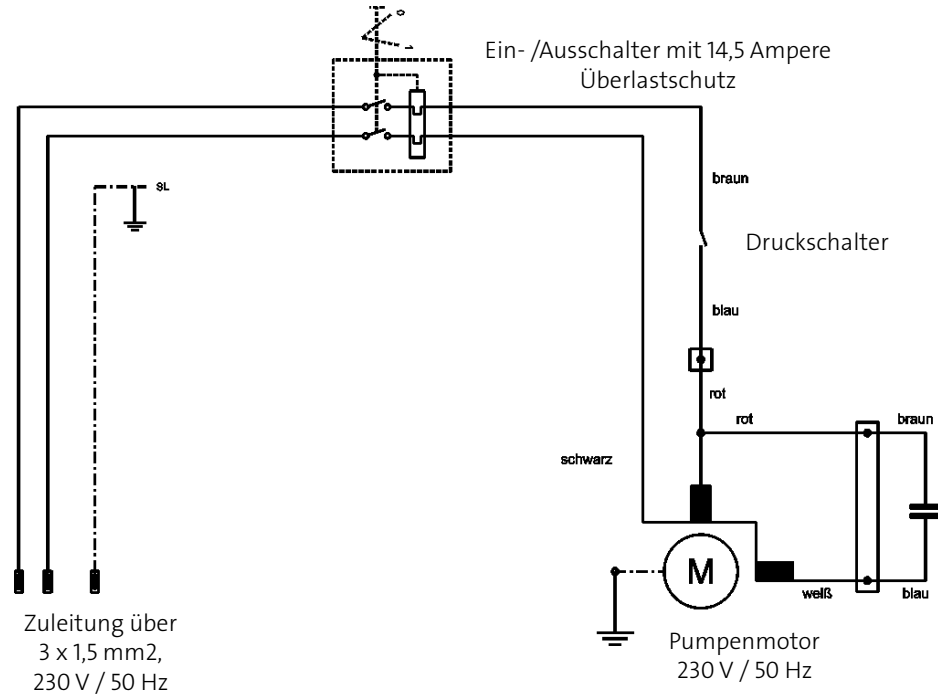 Ein- /Ausschalter mit 14,5 Ampere
Überlastschutz
SL
braun
Druckschalter
blau
rot
rot
braun
schwarz
M
weiß
blau
Zuleitung über
3 x 1,5 mm2,
230 V / 50 Hz
Pumpenmotor
230 V / 50 Hz